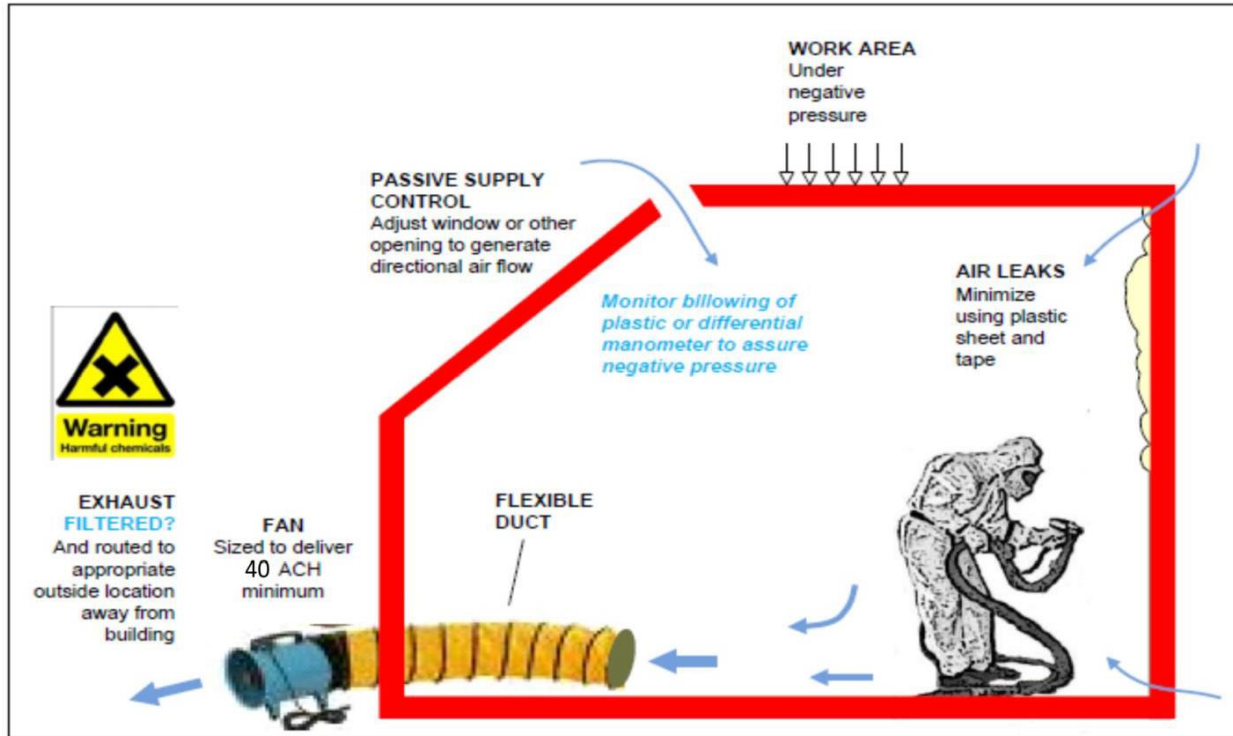 WORK AREA
Under
negative
pressure
PASSIVE SUPPLY
CONTROL
Adjust window or other
opening to generate
directional air flow
Monitor billowing of
plastic or differential
manometer to assure
negative pressure
AIR LEAKS
Minimize
using plastic
sheet and
tape
Warning
Harmful chemicals
EXHAUST
FILTERED?
And routed to
appropriate
outside location
away from
building
FAN
Sized to deliver
40 ACH
minimum
FLEXIBLE
DUCT